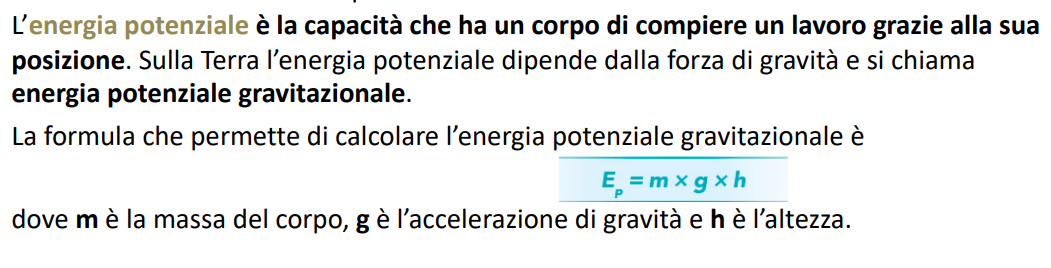 L’energia potenziale è la capacità che ha un corpo di compiere un lavoro grazie alla sua
posizione. Sulla Terra l’energia potenziale dipende dalla forza di gravità e si chiama
energia potenziale gravitazionale.
La formula che permette di calcolare l’energia potenziale gravitazionale è
Eₚ = m × g × h
dove m è la massa del corpo, g è l’accelerazione di gravità e h è l’altezza.